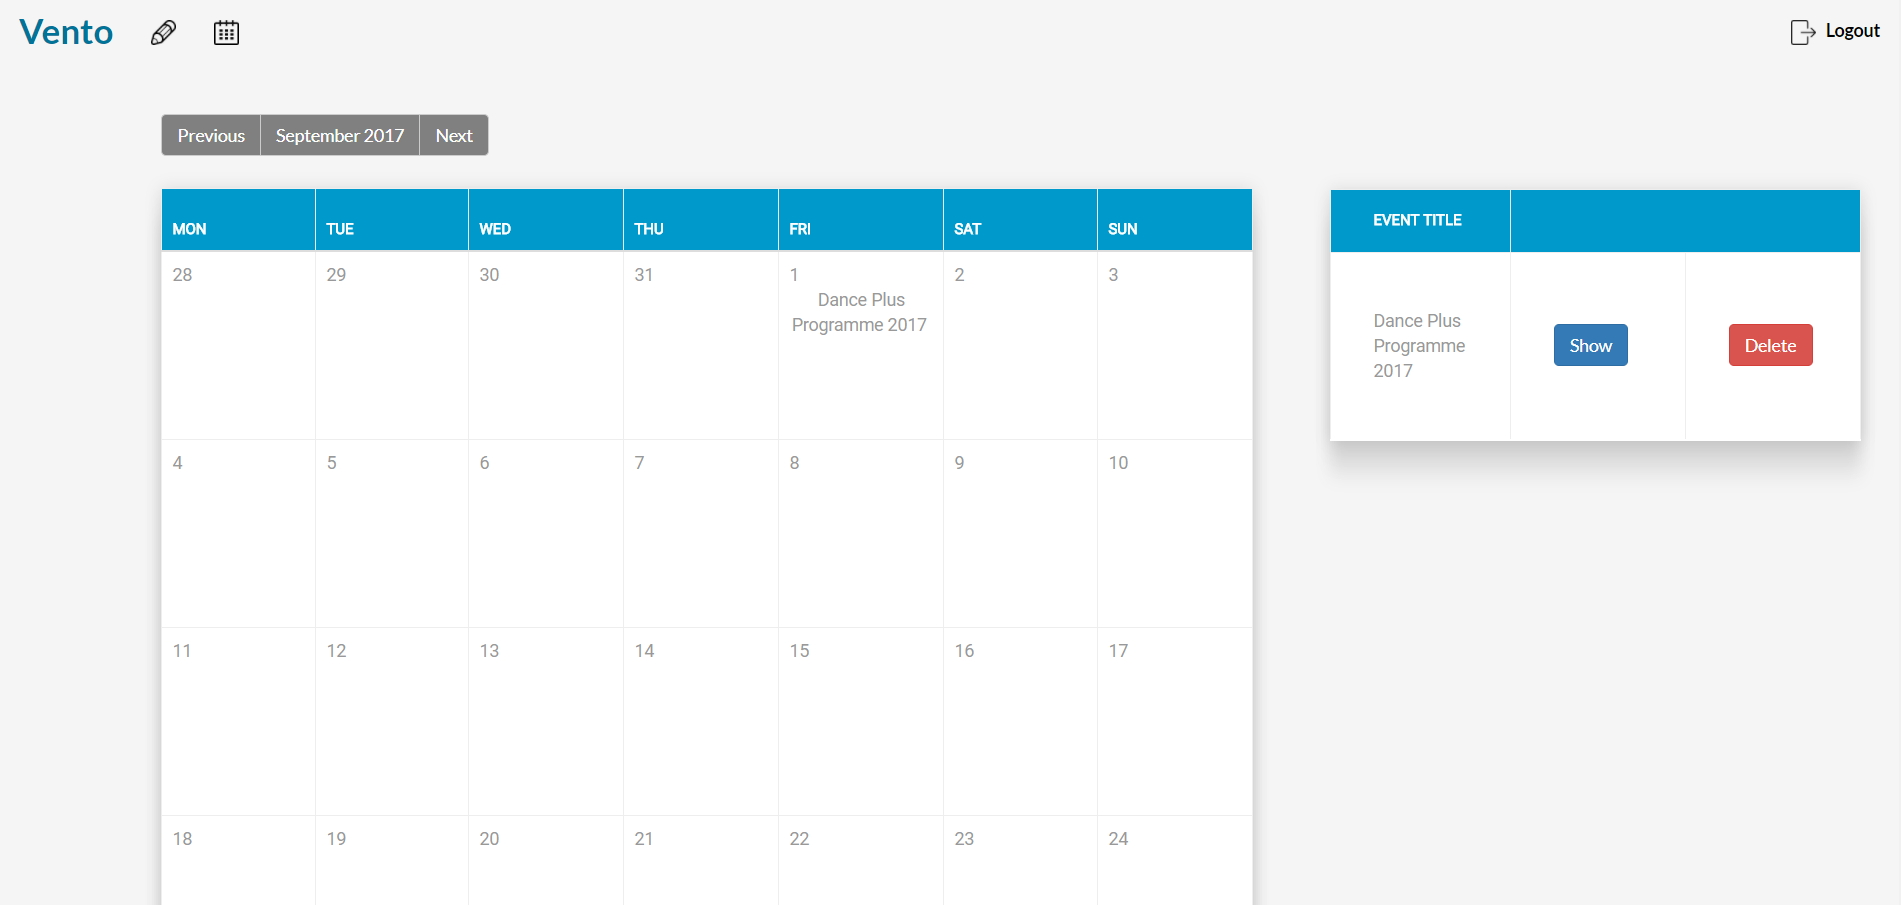 Vento
Logout
Previous September 2017 Next
MON TUE WED THU FRI SAT SUN
28 29 30 31 1 2 3
Dance Plus
Programme 2017
4 5 6 7 8 9 10
11 12 13 14 15 16 17
18 19 20 21 22 23 24
EVENT TITLE
Dance Plus
Programme
2017
Show
Delete